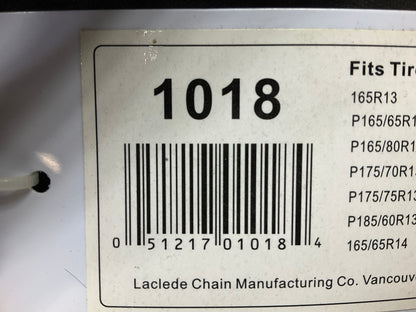 1018
Fits Tire
165R13
P165/65R1
P165/80R1
P175/70R13
P175/75R13
P185/60R13
165/65R14
0 51217 01018 4
Laclede Chain Manufacturing Co. Vancouv